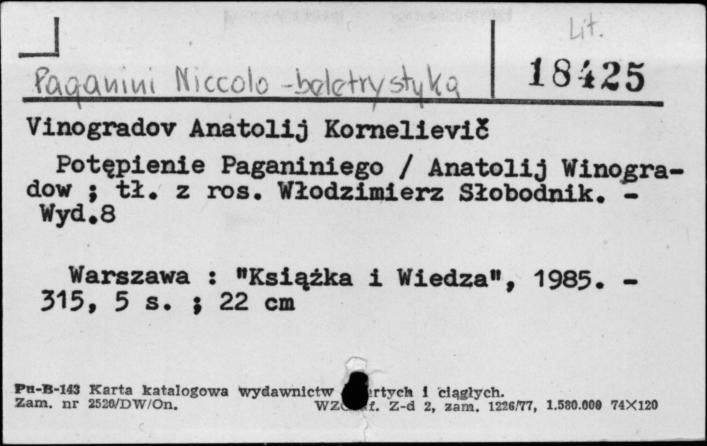 Lit.
Paganini Niccolo - beletrystyka
18425
Vinogradov Anatolij Kornelievič
Potępienie Paganiniego / Anatolij Winogra-
dow ; tł. z ros. Włodzimierz Słobodnik. -
Wyd.8
Warszawa : "Książka i Wiedza", 1985. -
315, 5 s. ; 22 cm
Pu-B-143 Karta katalogowa wydawnictw i ciągłych.
Zam. nr 2520/DW/On. Z-d 2, zam. 1226/77, 1.580.000 74×120